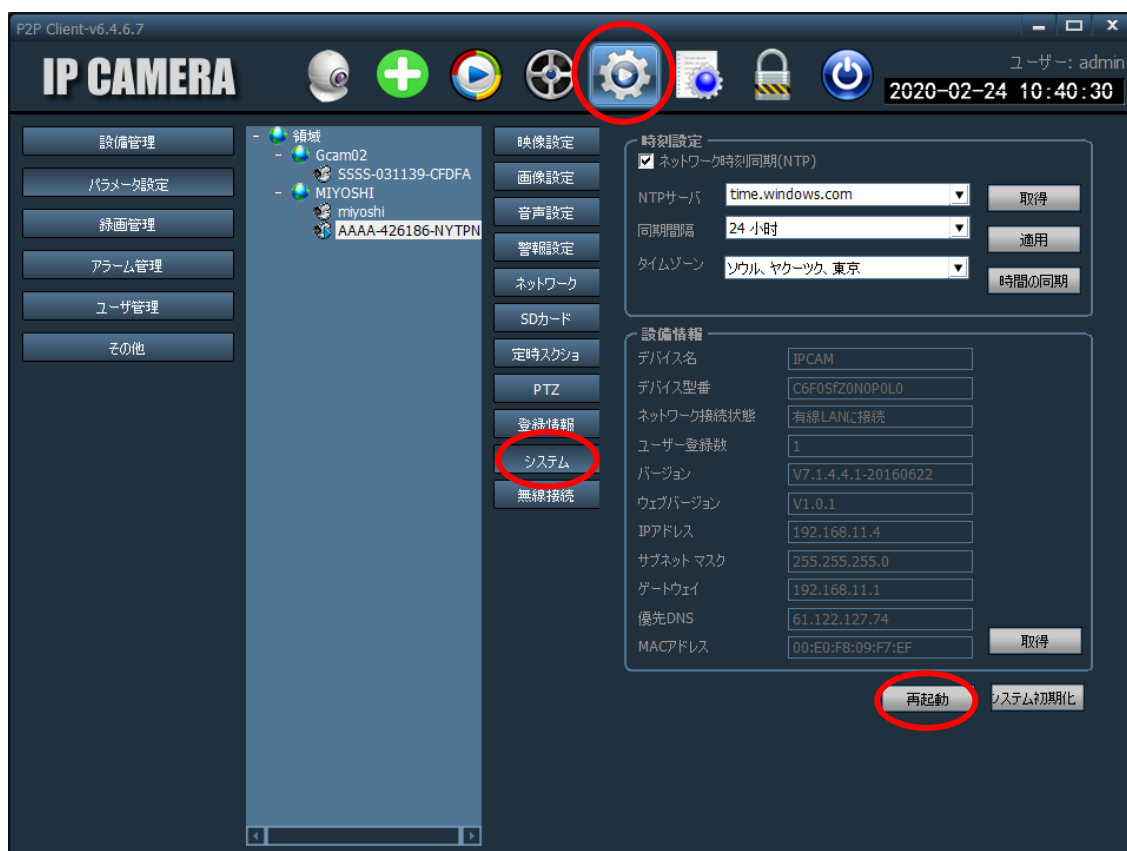 P2P Client-v6.4.6.7
IP CAMERA
ユーザー: admin
2020-02-24 10:40:30
設備管理
パラメータ設定
録画管理
アラーム管理
ユーザ管理
その他
領域
Gcam02
SSSS-031139-CFDFA
MIYOSHI
miyoshi
AAAA-426186-NYTPN
映像設定
画像設定
音声設定
警報設定
ネットワーク
SDカード
定時スクショ
PTZ
登録情報
システム
無線接続
時刻設定
ネットワーク時刻同期(NTP)
NTPサーバ time.windows.com 取得
同期間隔 24 小时 適用
タイムゾーン ソウル、ヤクーツク、東京 時間の同期
設備情報
デバイス名 IPCAM
デバイス型番 C6F0SfZ0N0P0L0
ネットワーク接続状態 有線LANに接続
ユーザー登録数 1
バージョン V7.1.4.4.1-20160622
ウェブバージョン V1.0.1
IPアドレス 192.168.11.4
サブネット マスク 255.255.255.0
ゲートウェイ 192.168.11.1
優先DNS 61.122.127.74
MACアドレス 00:E0:F8:09:F7:EF 取得
再起動 システム初期化